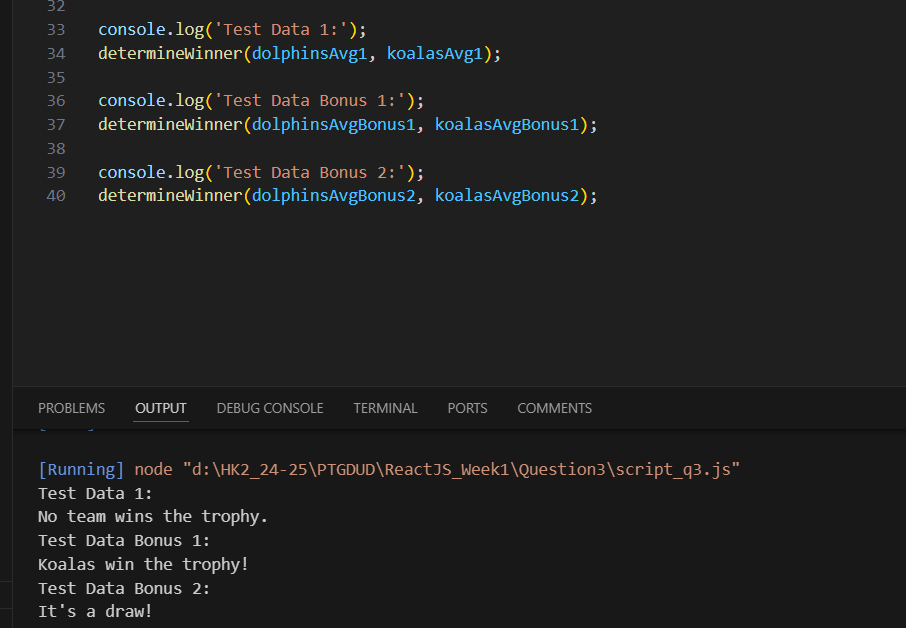 32
33 console.log('Test Data 1:');
34 determineWinner(dolphinsAvg1, koalasAvg1);
35
36 console.log('Test Data Bonus 1:');
37 determineWinner(dolphinsAvgBonus1, koalasAvgBonus1);
38
39 console.log('Test Data Bonus 2:');
40 determineWinner(dolphinsAvgBonus2, koalasAvgBonus2);
PROBLEMS OUTPUT DEBUG CONSOLE TERMINAL PORTS COMMENTS
[Running] node "d:\HK2_24-25\PTGDUD\ReactJS_Week1\Question3\script_q3.js"
Test Data 1:
No team wins the trophy.
Test Data Bonus 1:
Koalas win the trophy!
Test Data Bonus 2:
It's a draw!